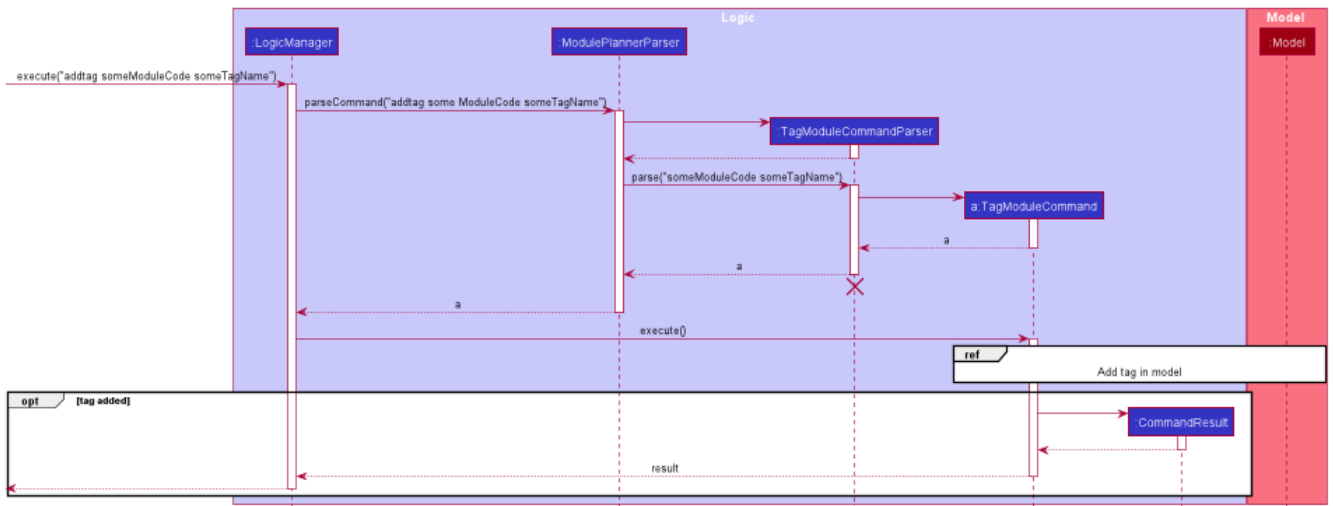 Logic
Model
:LogicManager
:ModulePlannerParser
:Model
execute("addtag someModuleCode someTagName")
parseCommand("addtag some ModuleCode someTagName")
:TagModuleCommandParser
parse("someModuleCode someTagName")
a:TagModuleCommand
a
a
a
execute()
ref
Add tag in model
opt
[tag added]
:CommandResult
result